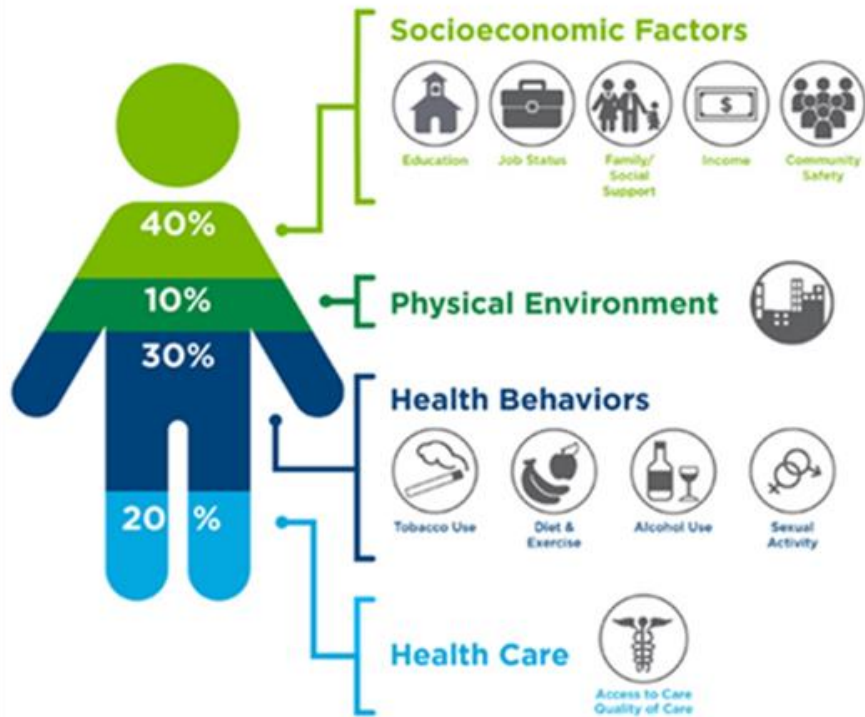 Socioeconomic Factors
$
Education
Job Status
Family/
Social
Support
Income
Community
Safety
40%
10%
Physical Environment
30%
Health Behaviors
Tobacco Use
Diet &
Exercise
Alcohol Use
Sexual
Activity
20 %
Health Care
Access to Care
Quality of Care